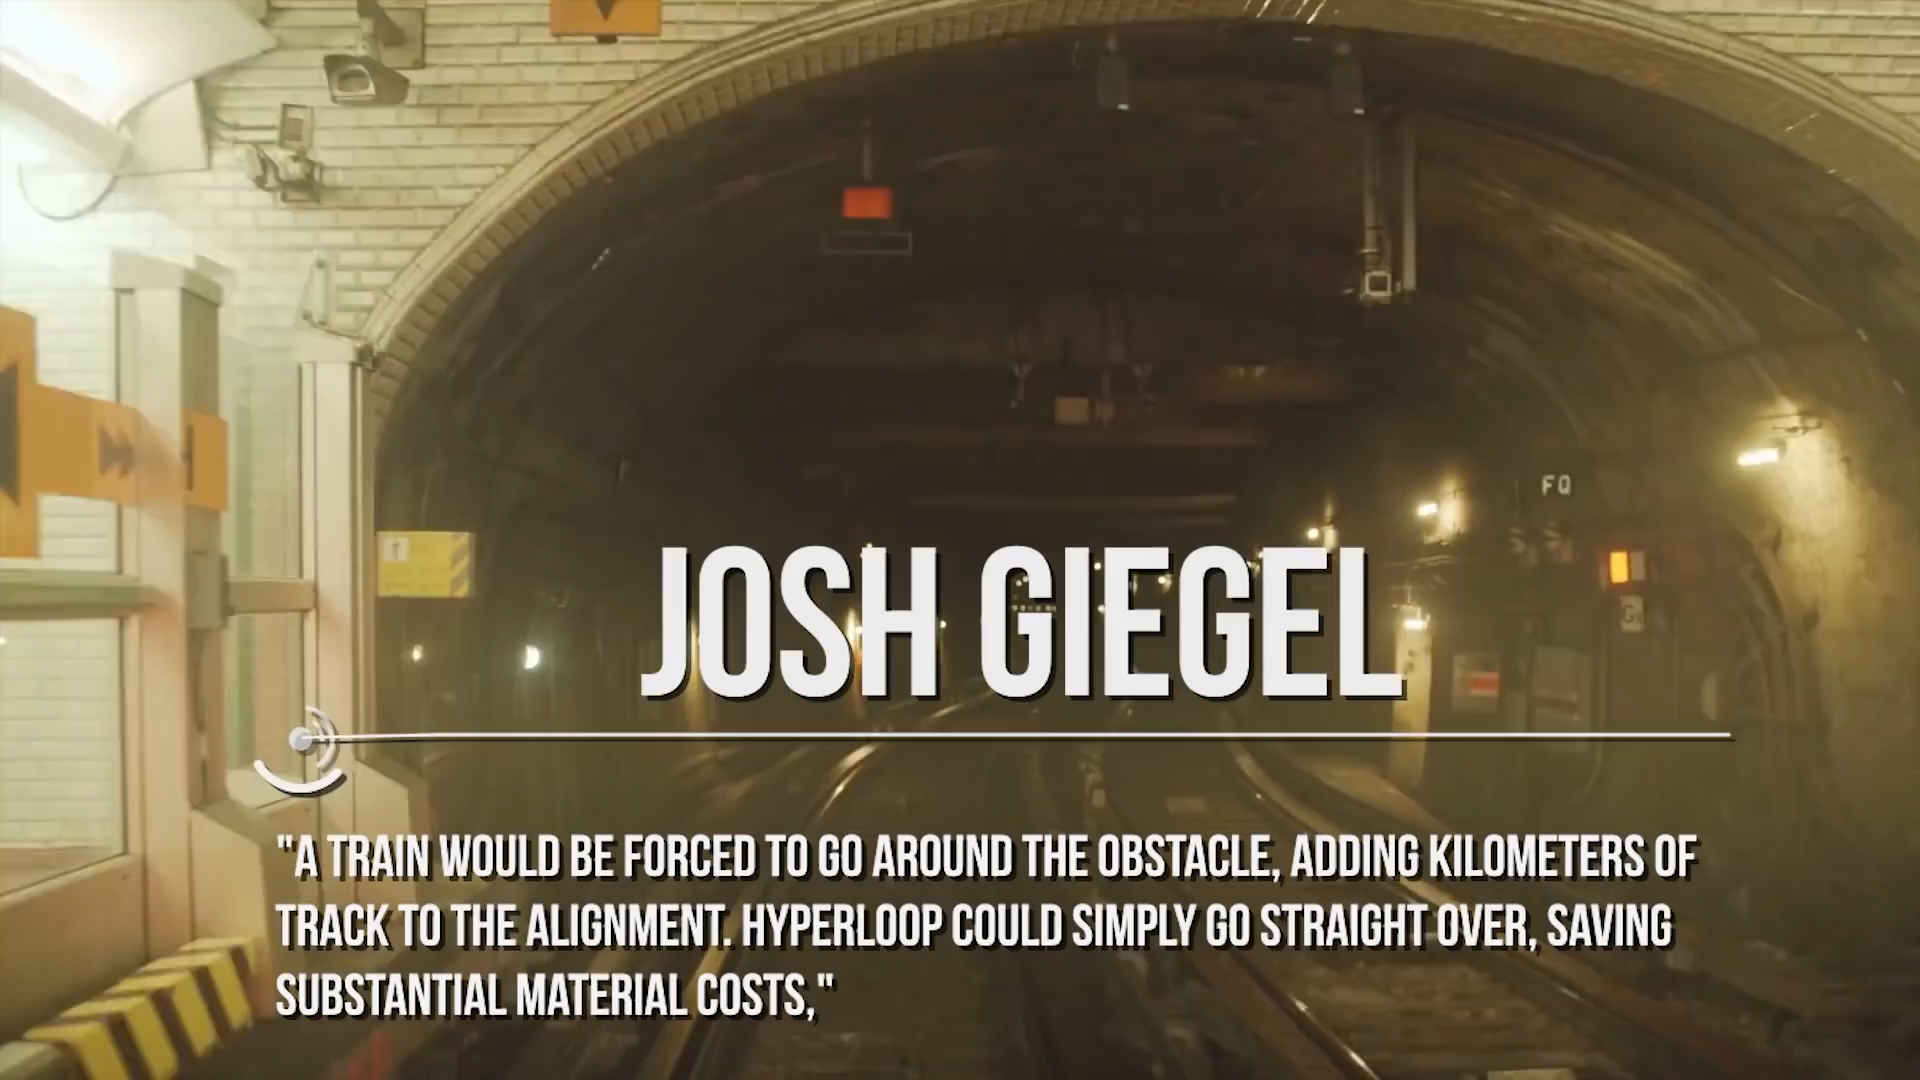 FQ
G
JOSH GIEGEL
"A TRAIN WOULD BE FORCED TO GO AROUND THE OBSTACLE, ADDING KILOMETERS OF
TRACK TO THE ALIGNMENT. HYPERLOOP COULD SIMPLY GO STRAIGHT OVER, SAVING
SUBSTANTIAL MATERIAL COSTS,"